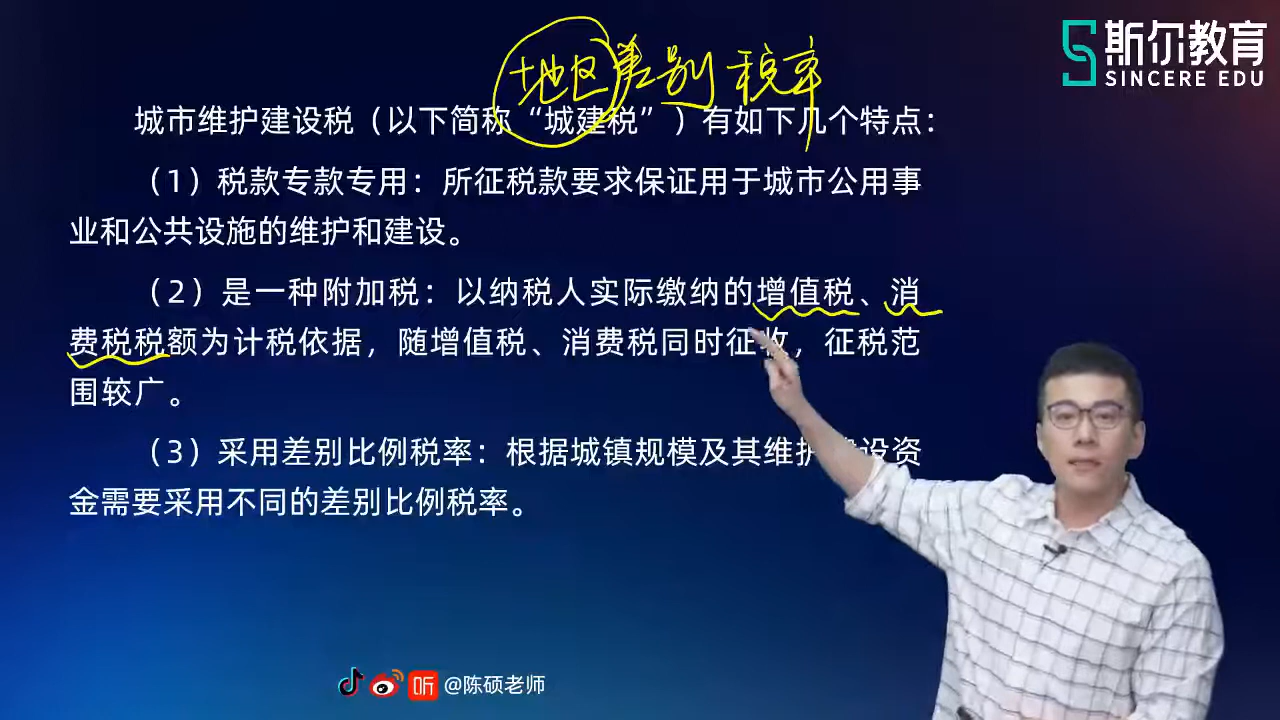 斯尔教育
SINCERE EDU
地区差别税率
城市维护建设税（以下简称“城建税”）有如下几个特点：
（1）税款专款专用：所征税款要求保证用于城市公用事
业和公共设施的维护和建设。
（2）是一种附加税：以纳税人实际缴纳的增值税、消
费税税额为计税依据，随增值税、消费税同时征收，征税范
围较广。
（3）采用差别比例税率：根据城镇规模及其维护建设资
金需要采用不同的差别比例税率。
听 @陈硕老师